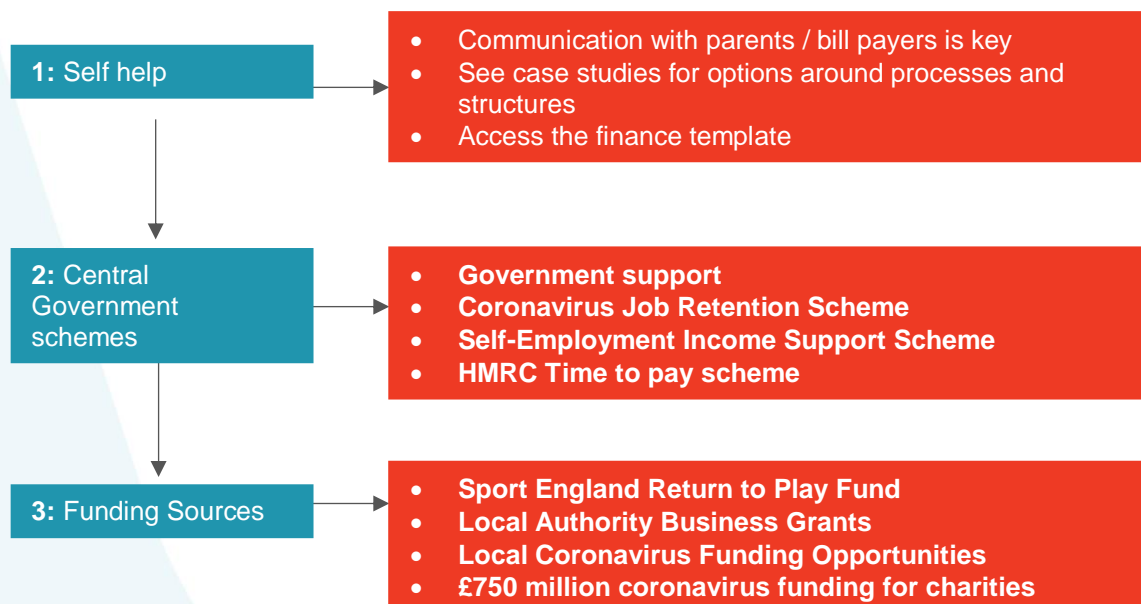 1: Self help
• Communication with parents / bill payers is key
• See case studies for options around processes and
structures
• Access the finance template
2: Central
Government
schemes
• Government support
• Coronavirus Job Retention Scheme
• Self-Employment Income Support Scheme
• HMRC Time to pay scheme
3: Funding Sources
• Sport England Return to Play Fund
• Local Authority Business Grants
• Local Coronavirus Funding Opportunities
• £750 million coronavirus funding for charities